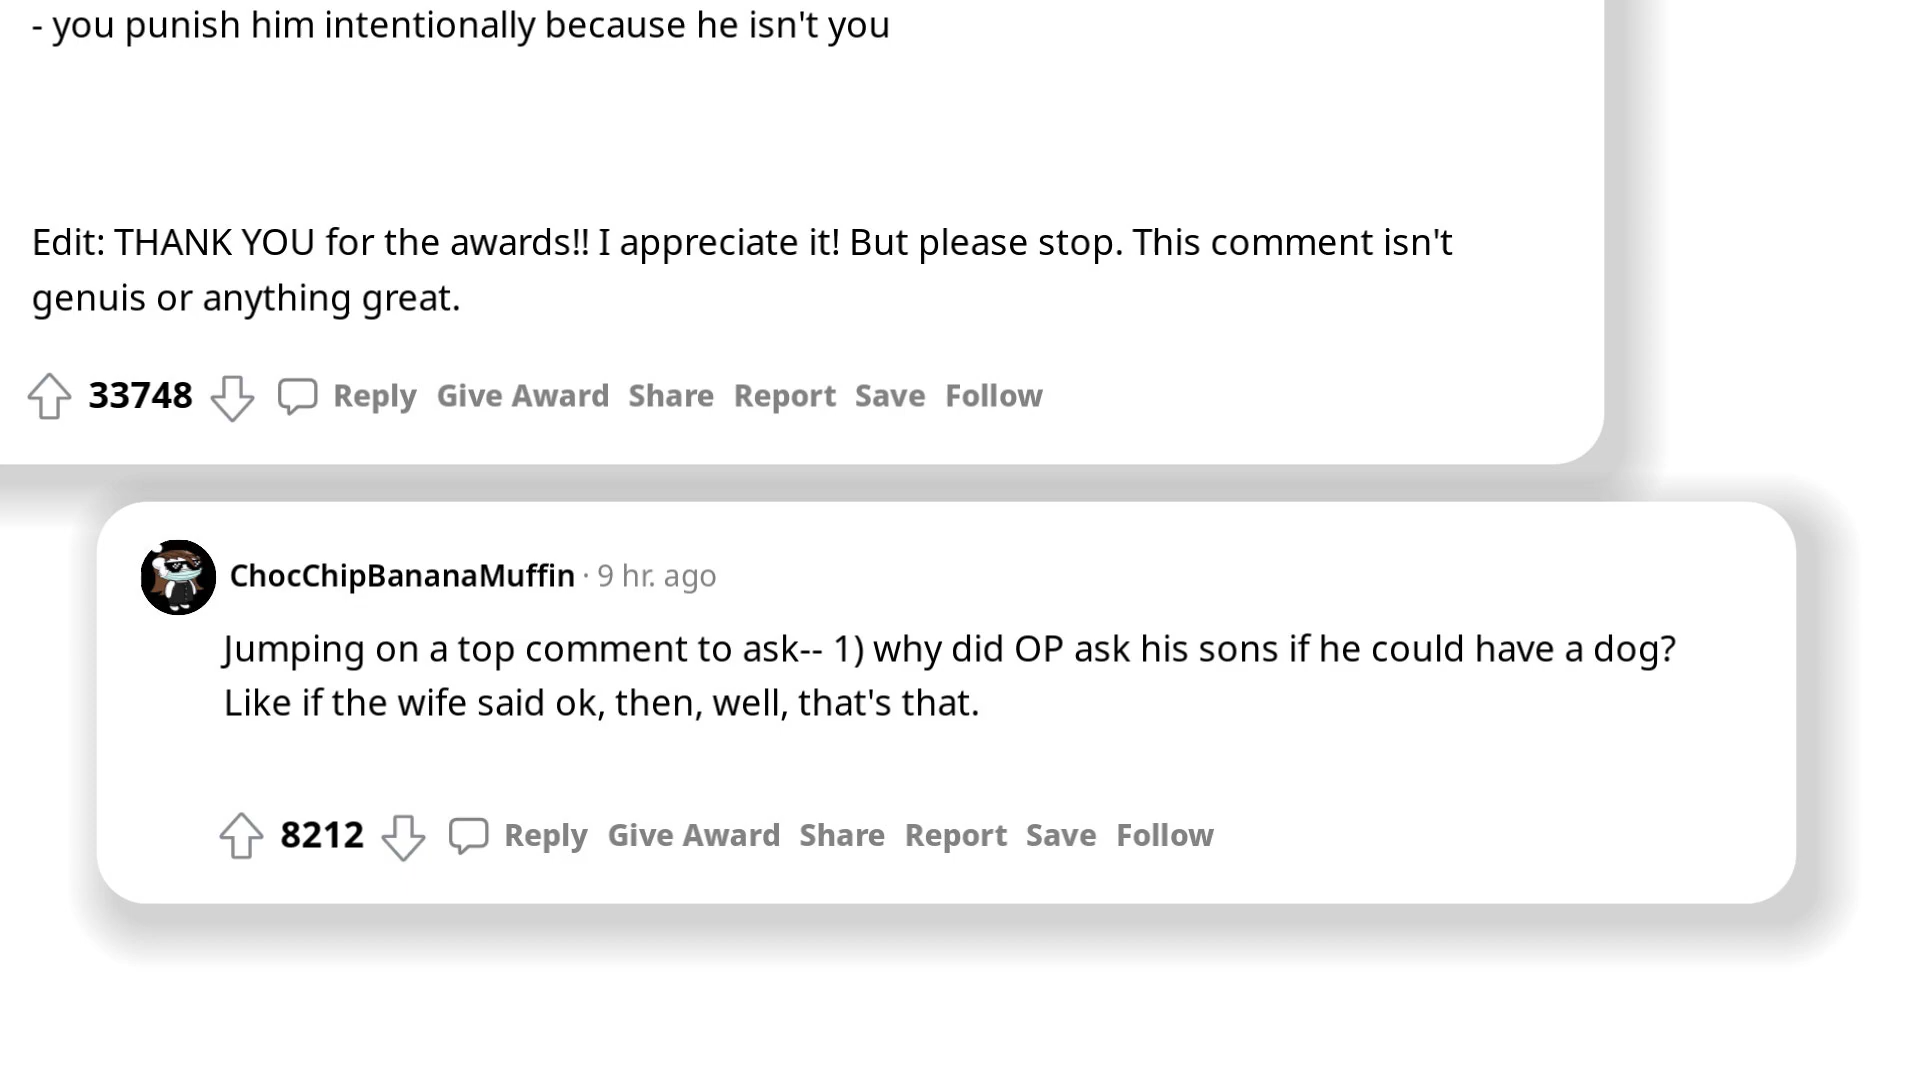 - you punish him intentionally because he isn't you
Edit: THANK YOU for the awards!! I appreciate it! But please stop. This comment isn't
genuis or anything great.
33748 Reply Give Award Share Report Save Follow
ChocChipBananaMuffin · 9 hr. ago
Jumping on a top comment to ask-- 1) why did OP ask his sons if he could have a dog?
Like if the wife said ok, then, well, that's that.
8212 Reply Give Award Share Report Save Follow